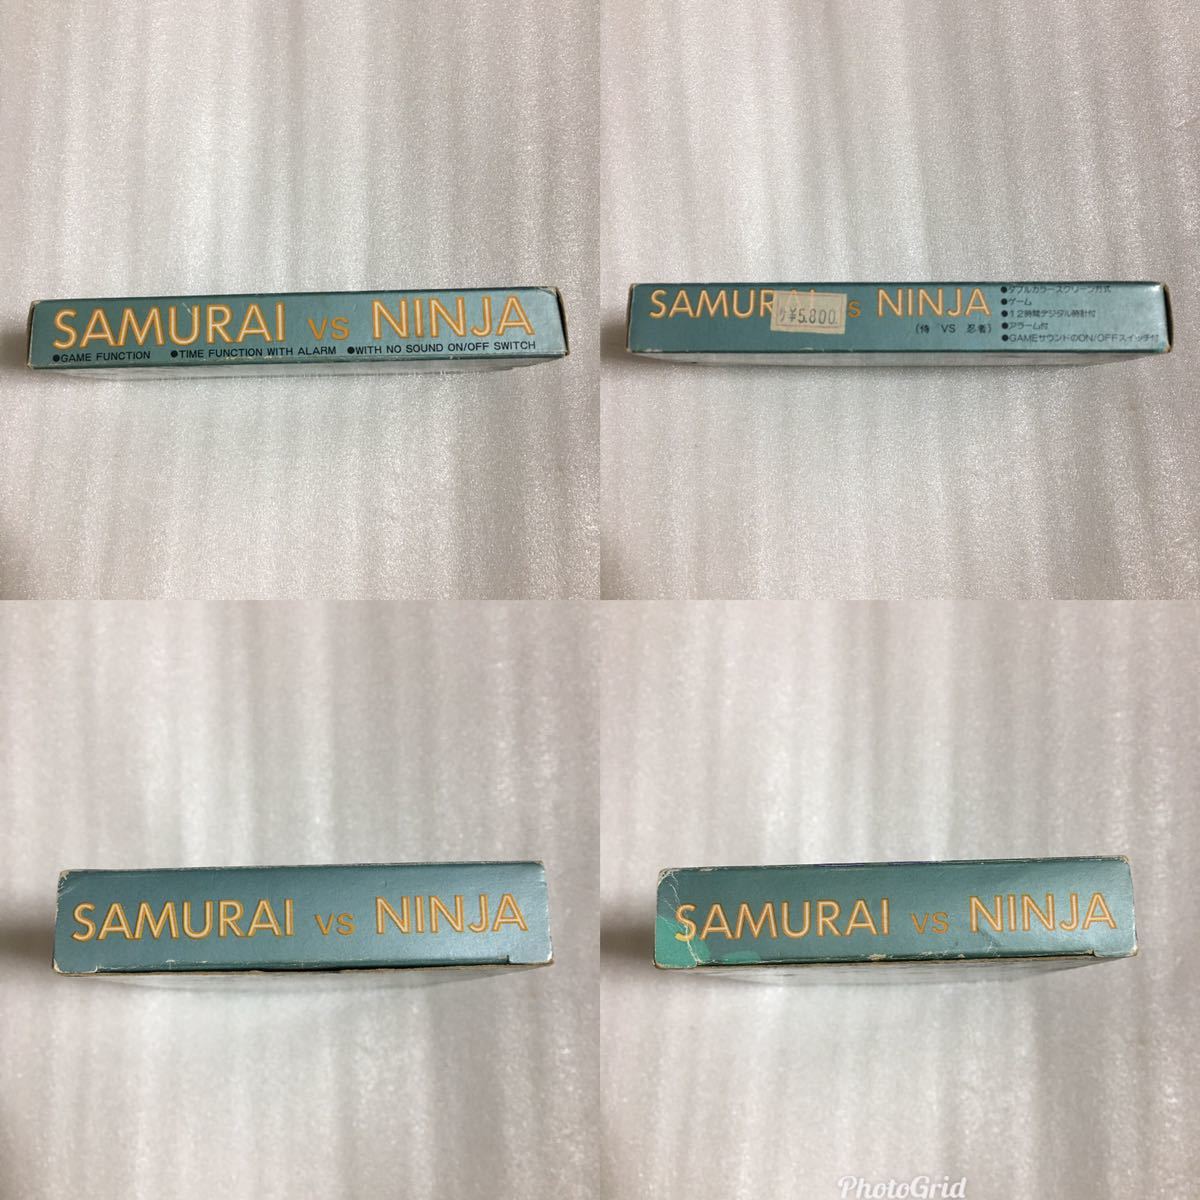 SAMURAI VS NINJA
●GAME FUNCTION ●TIME FUNCTION WITH ALARM ●WITH NO SOUND ON/OFF SWITCH
SAMURAI VS NINJA
サ¥5,800.
(侍 VS 忍者)
●ダブルカラースクリーン方式
●ゲーム
●12時間デジタル時計付
●アラーム付
●GAMEサウンドのON/OFFスイッチ付
SAMURAI VS NINJA
SAMURAI VS NINJA
PhotoGrid